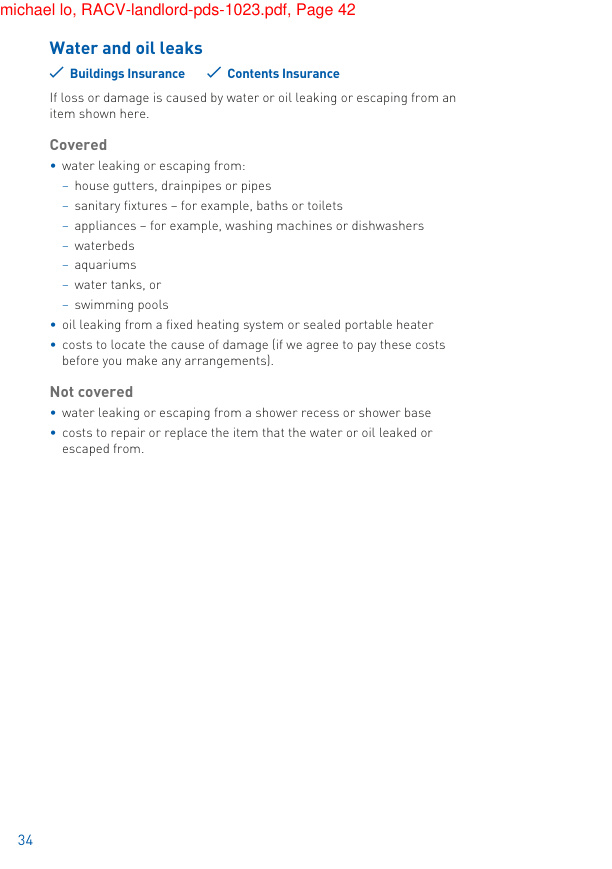 michael lo, RACV-landlord-pds-1023.pdf, Page 42
Water and oil leaks
✓ Buildings Insurance ✓ Contents Insurance
If loss or damage is caused by water or oil leaking or escaping from an
item shown here.
Covered
• water leaking or escaping from:
– house gutters, drainpipes or pipes
– sanitary fixtures – for example, baths or toilets
– appliances – for example, washing machines or dishwashers
– waterbeds
– aquariums
– water tanks, or
– swimming pools
• oil leaking from a fixed heating system or sealed portable heater
• costs to locate the cause of damage (if we agree to pay these costs
before you make any arrangements).
Not covered
• water leaking or escaping from a shower recess or shower base
• costs to repair or replace the item that the water or oil leaked or
escaped from.
34